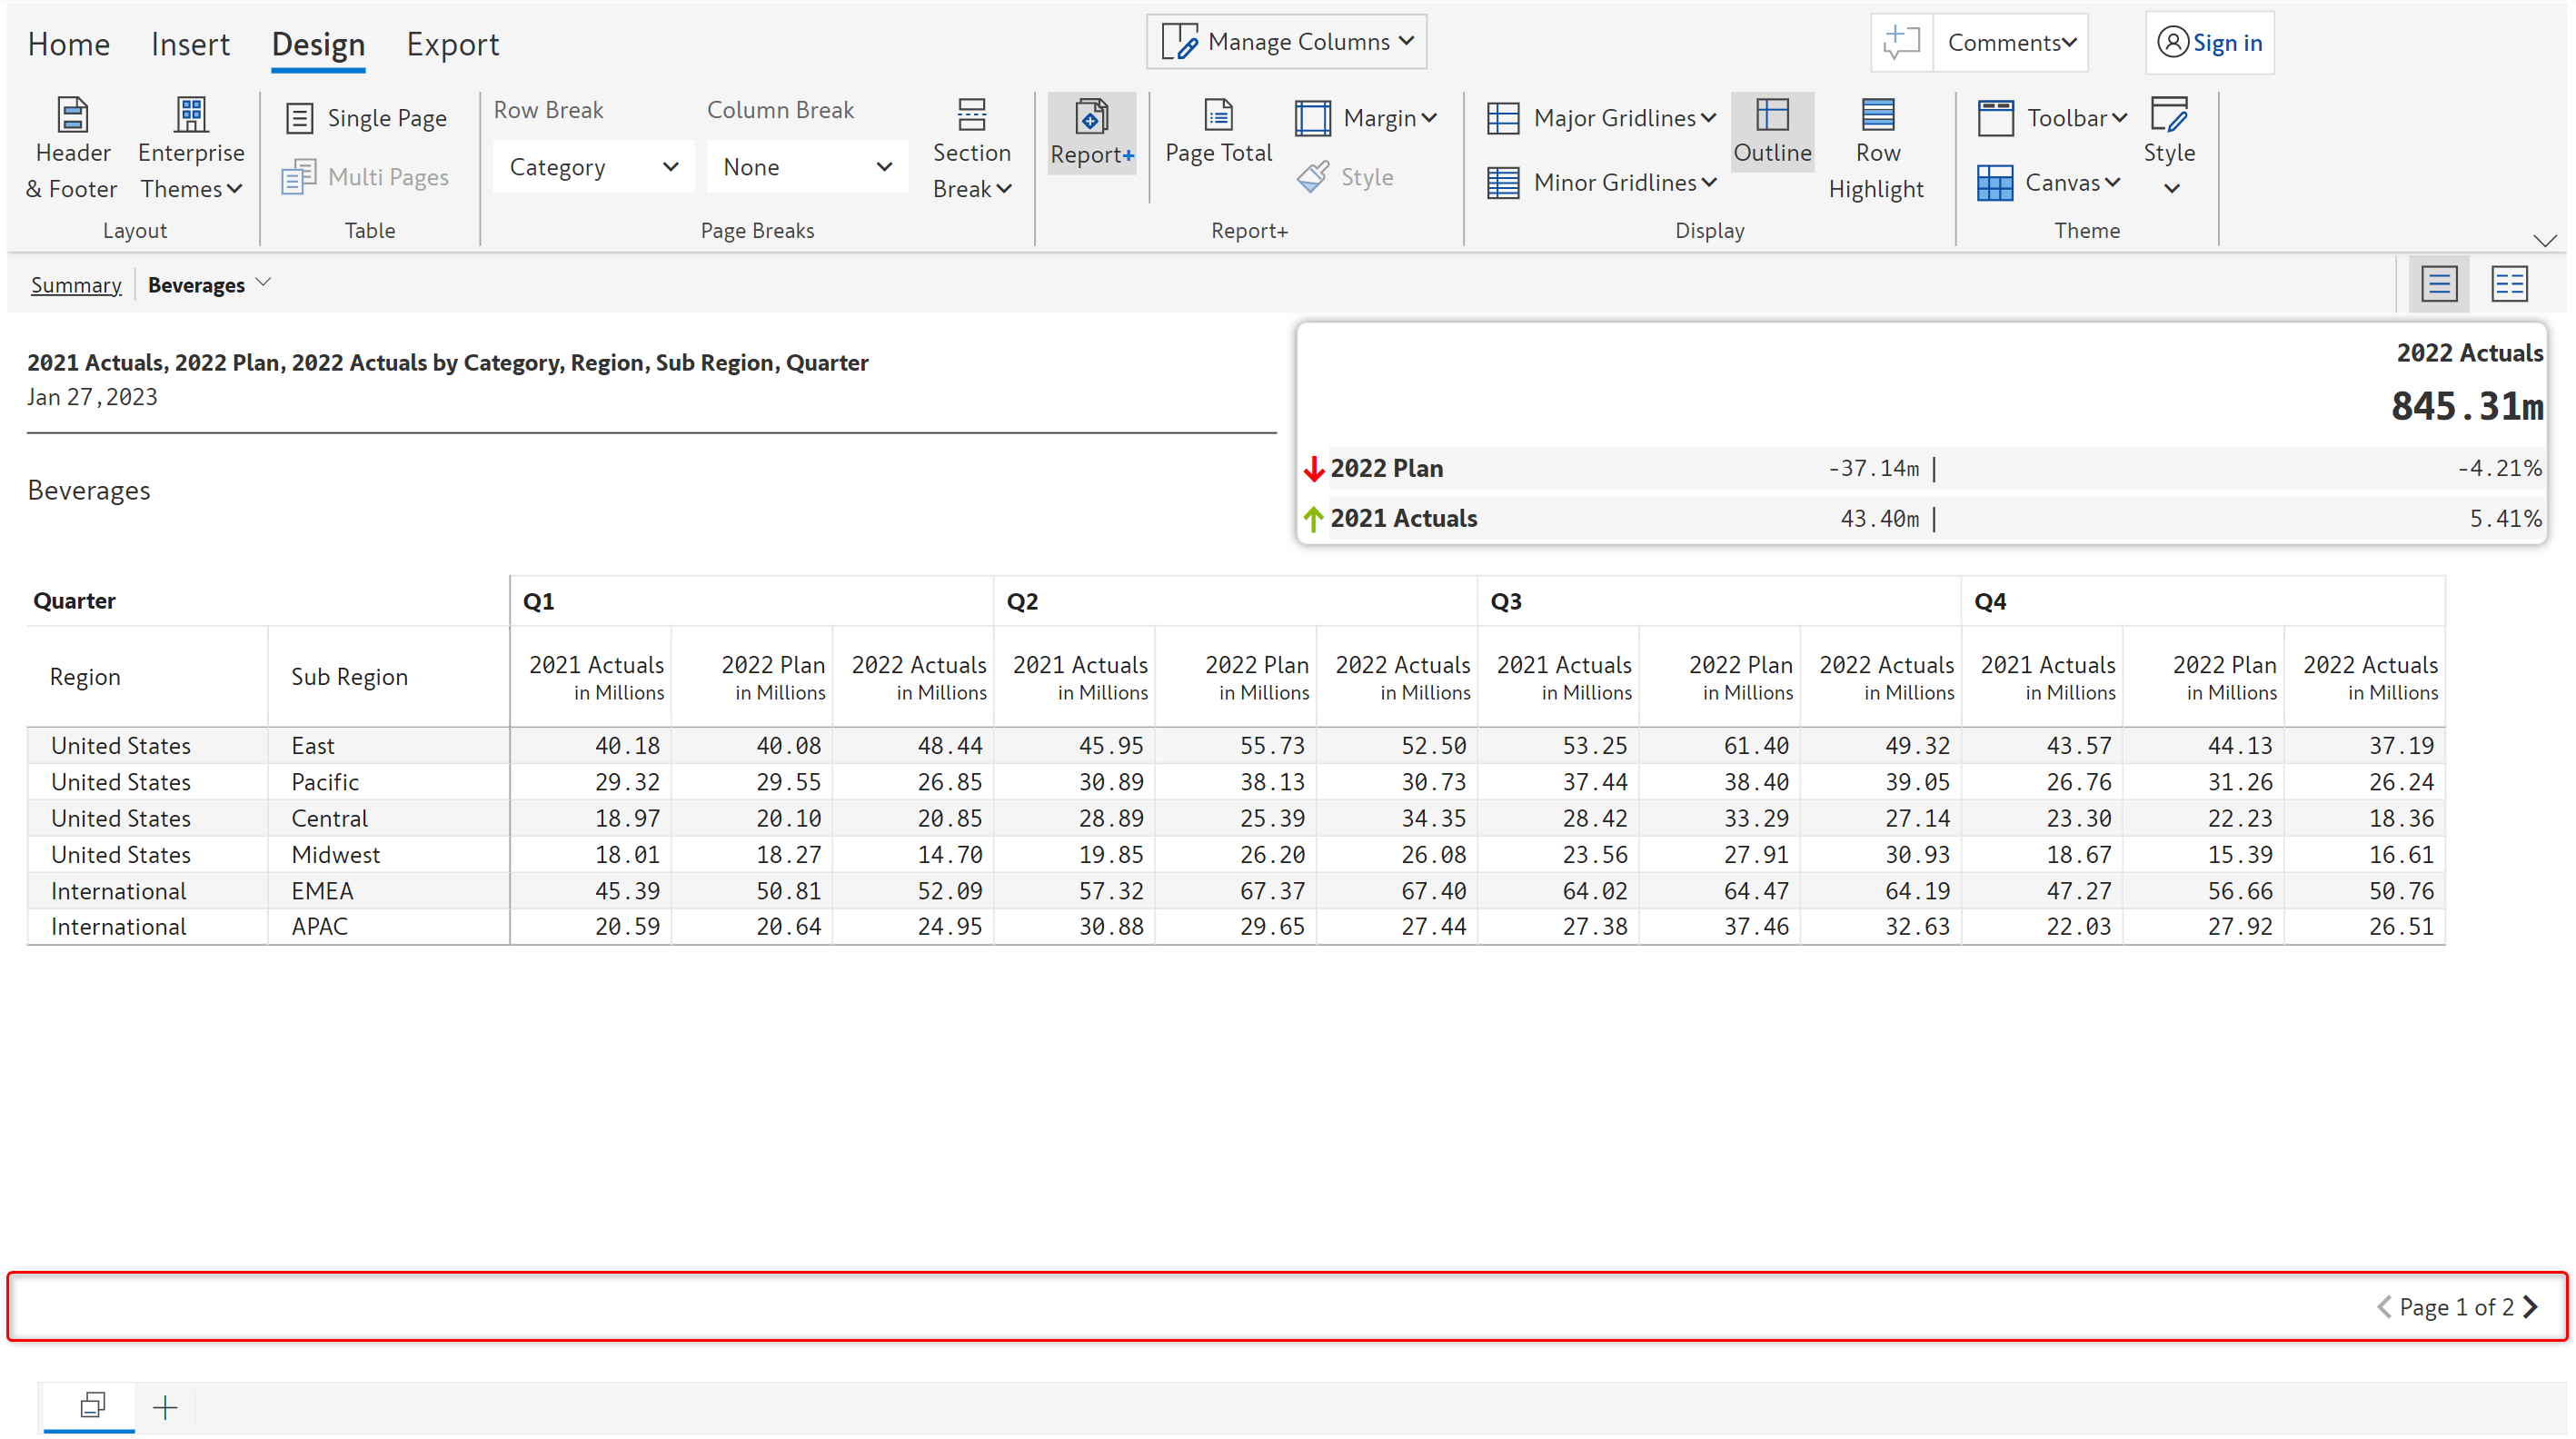 Home Insert Design Export Manage Columns Comments Sign in
Header & Footer
Enterprise Themes
Layout
Single Page
Multi Pages
Table
Row Break
Category
Column Break
None
Section Break
Page Breaks
Report+
Page Total
Margin
Style
Report+
Major Gridlines
Minor Gridlines
Outline
Row Highlight
Display
Toolbar
Canvas
Style
Theme
Summary Beverages
2021 Actuals, 2022 Plan, 2022 Actuals by Category, Region, Sub Region, Quarter
Jan 27,2023
Beverages
2022 Actuals
845.31m
2022 Plan -37.14m | -4.21%
2021 Actuals 43.40m | 5.41%
Quarter Q1 Q2 Q3 Q4
Region Sub Region 2021 Actuals 2022 Plan 2022 Actuals 2021 Actuals 2022 Plan 2022 Actuals 2021 Actuals 2022 Plan 2022 Actuals 2021 Actuals 2022 Plan 2022 Actuals
in Millions in Millions in Millions in Millions in Millions in Millions in Millions in Millions in Millions in Millions in Millions in Millions
United States East 40.18 40.08 48.44 45.95 55.73 52.50 53.25 61.40 49.32 43.57 44.13 37.19
United States Pacific 29.32 29.55 26.85 30.89 38.13 30.73 37.44 38.40 39.05 26.76 31.26 26.24
United States Central 18.97 20.10 20.85 28.89 25.39 34.35 28.42 33.29 27.14 23.30 22.23 18.36
United States Midwest 18.01 18.27 14.70 19.85 26.20 26.08 23.56 27.91 30.93 18.67 15.39 16.61
International EMEA 45.39 50.81 52.09 57.32 67.37 67.40 64.02 64.47 64.19 47.27 56.66 50.76
International APAC 20.59 20.64 24.95 30.88 29.65 27.44 27.38 37.46 32.63 22.03 27.92 26.51
Page 1 of 2